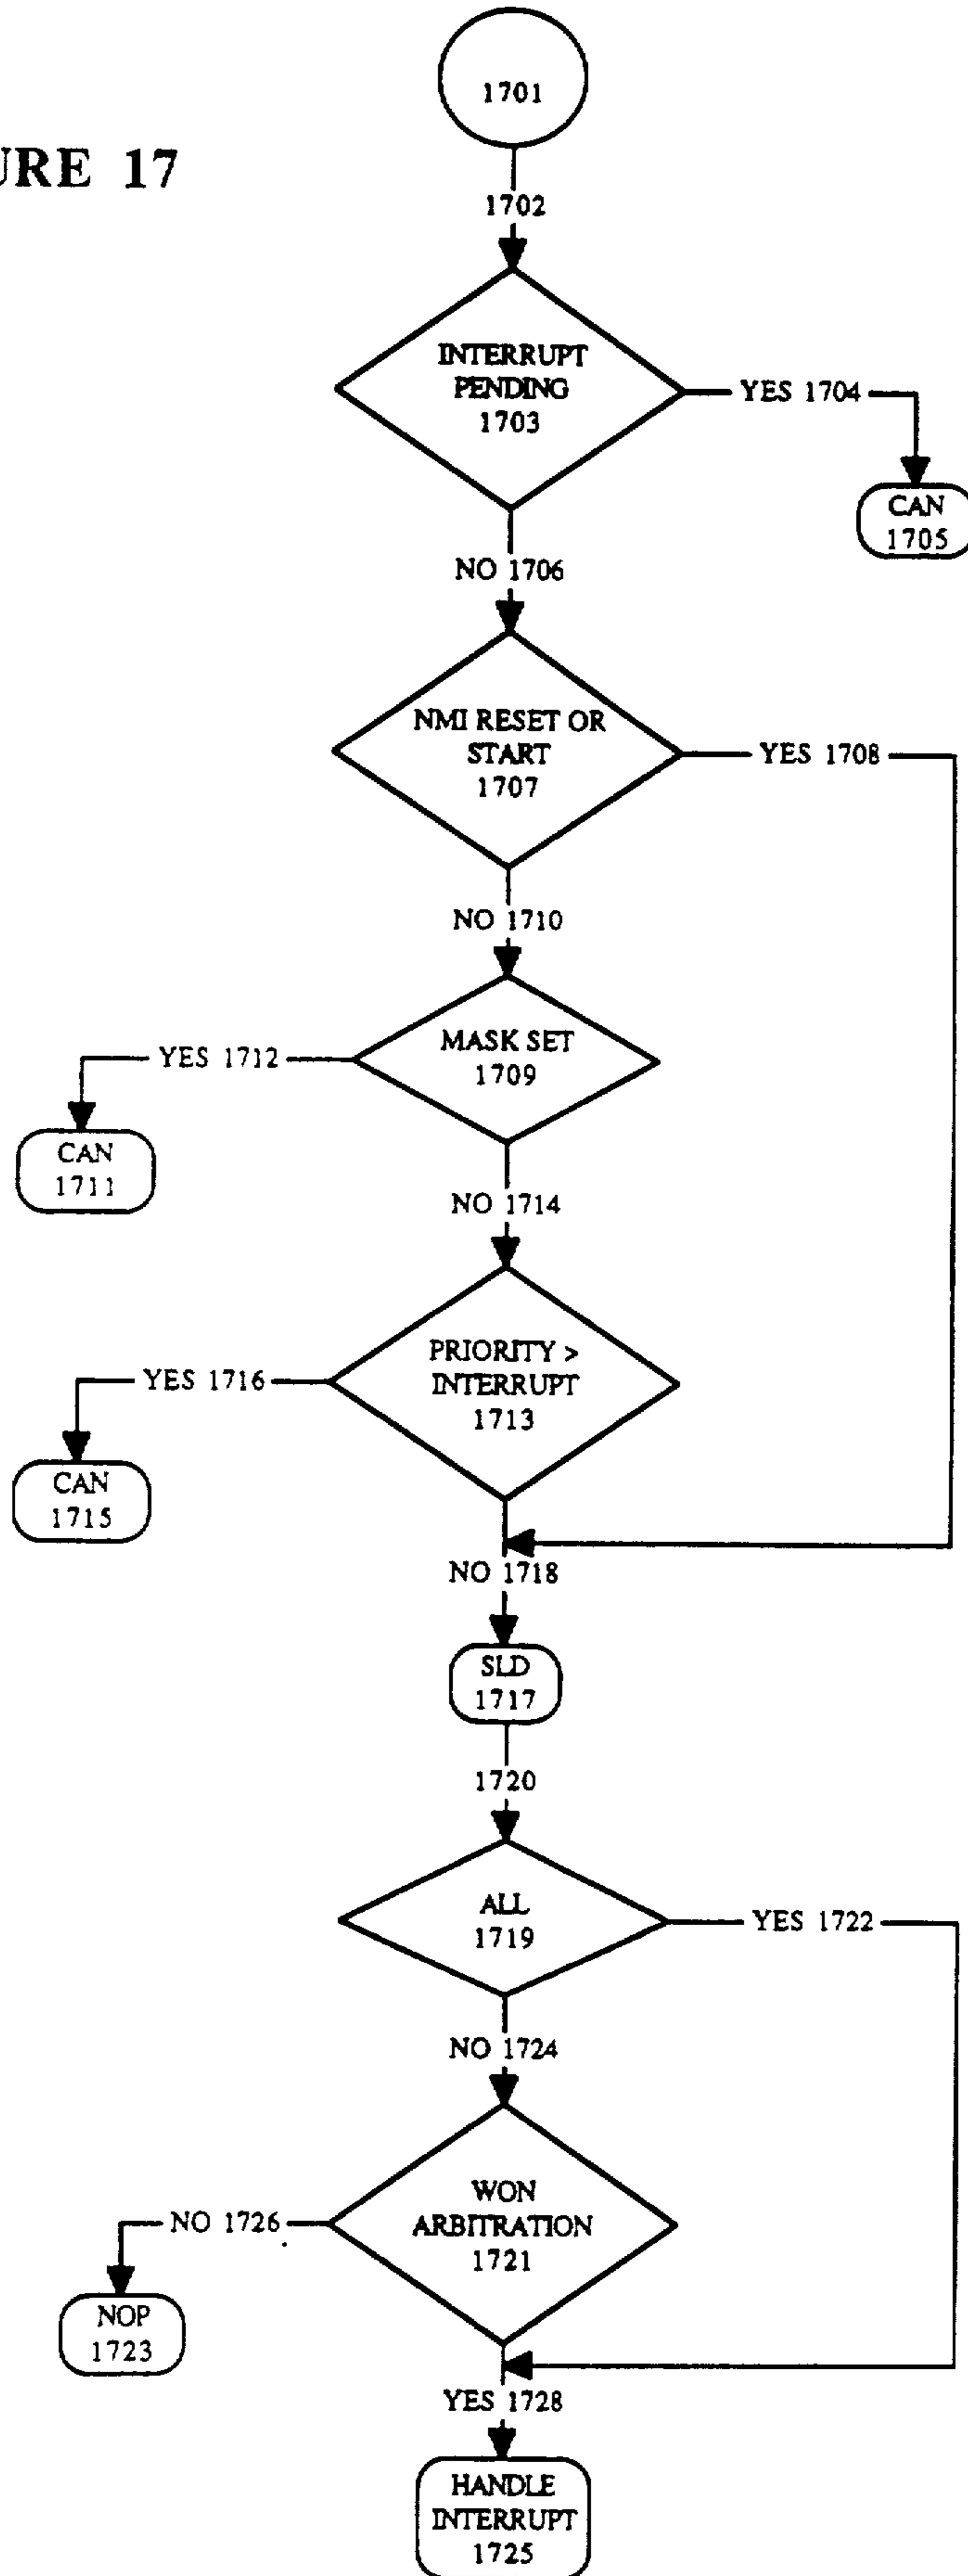 1701
URE 17
1702
INTERRUPT
PENDING
1703
YES 1704
CAN
1705
NO 1706
NMI RESET OR
START
1707
YES 1708
NO 1710
MASK SET
1709
YES 1712
CAN
1711
NO 1714
PRIORITY >
INTERRUPT
1713
YES 1716
CAN
1715
NO 1718
SLD
1717
1720
ALL
1719
YES 1722
NO 1724
WON
ARBITRATION
1721
NO 1726
NOP
1723
YES 1728
HANDLE
INTERRUPT
1725